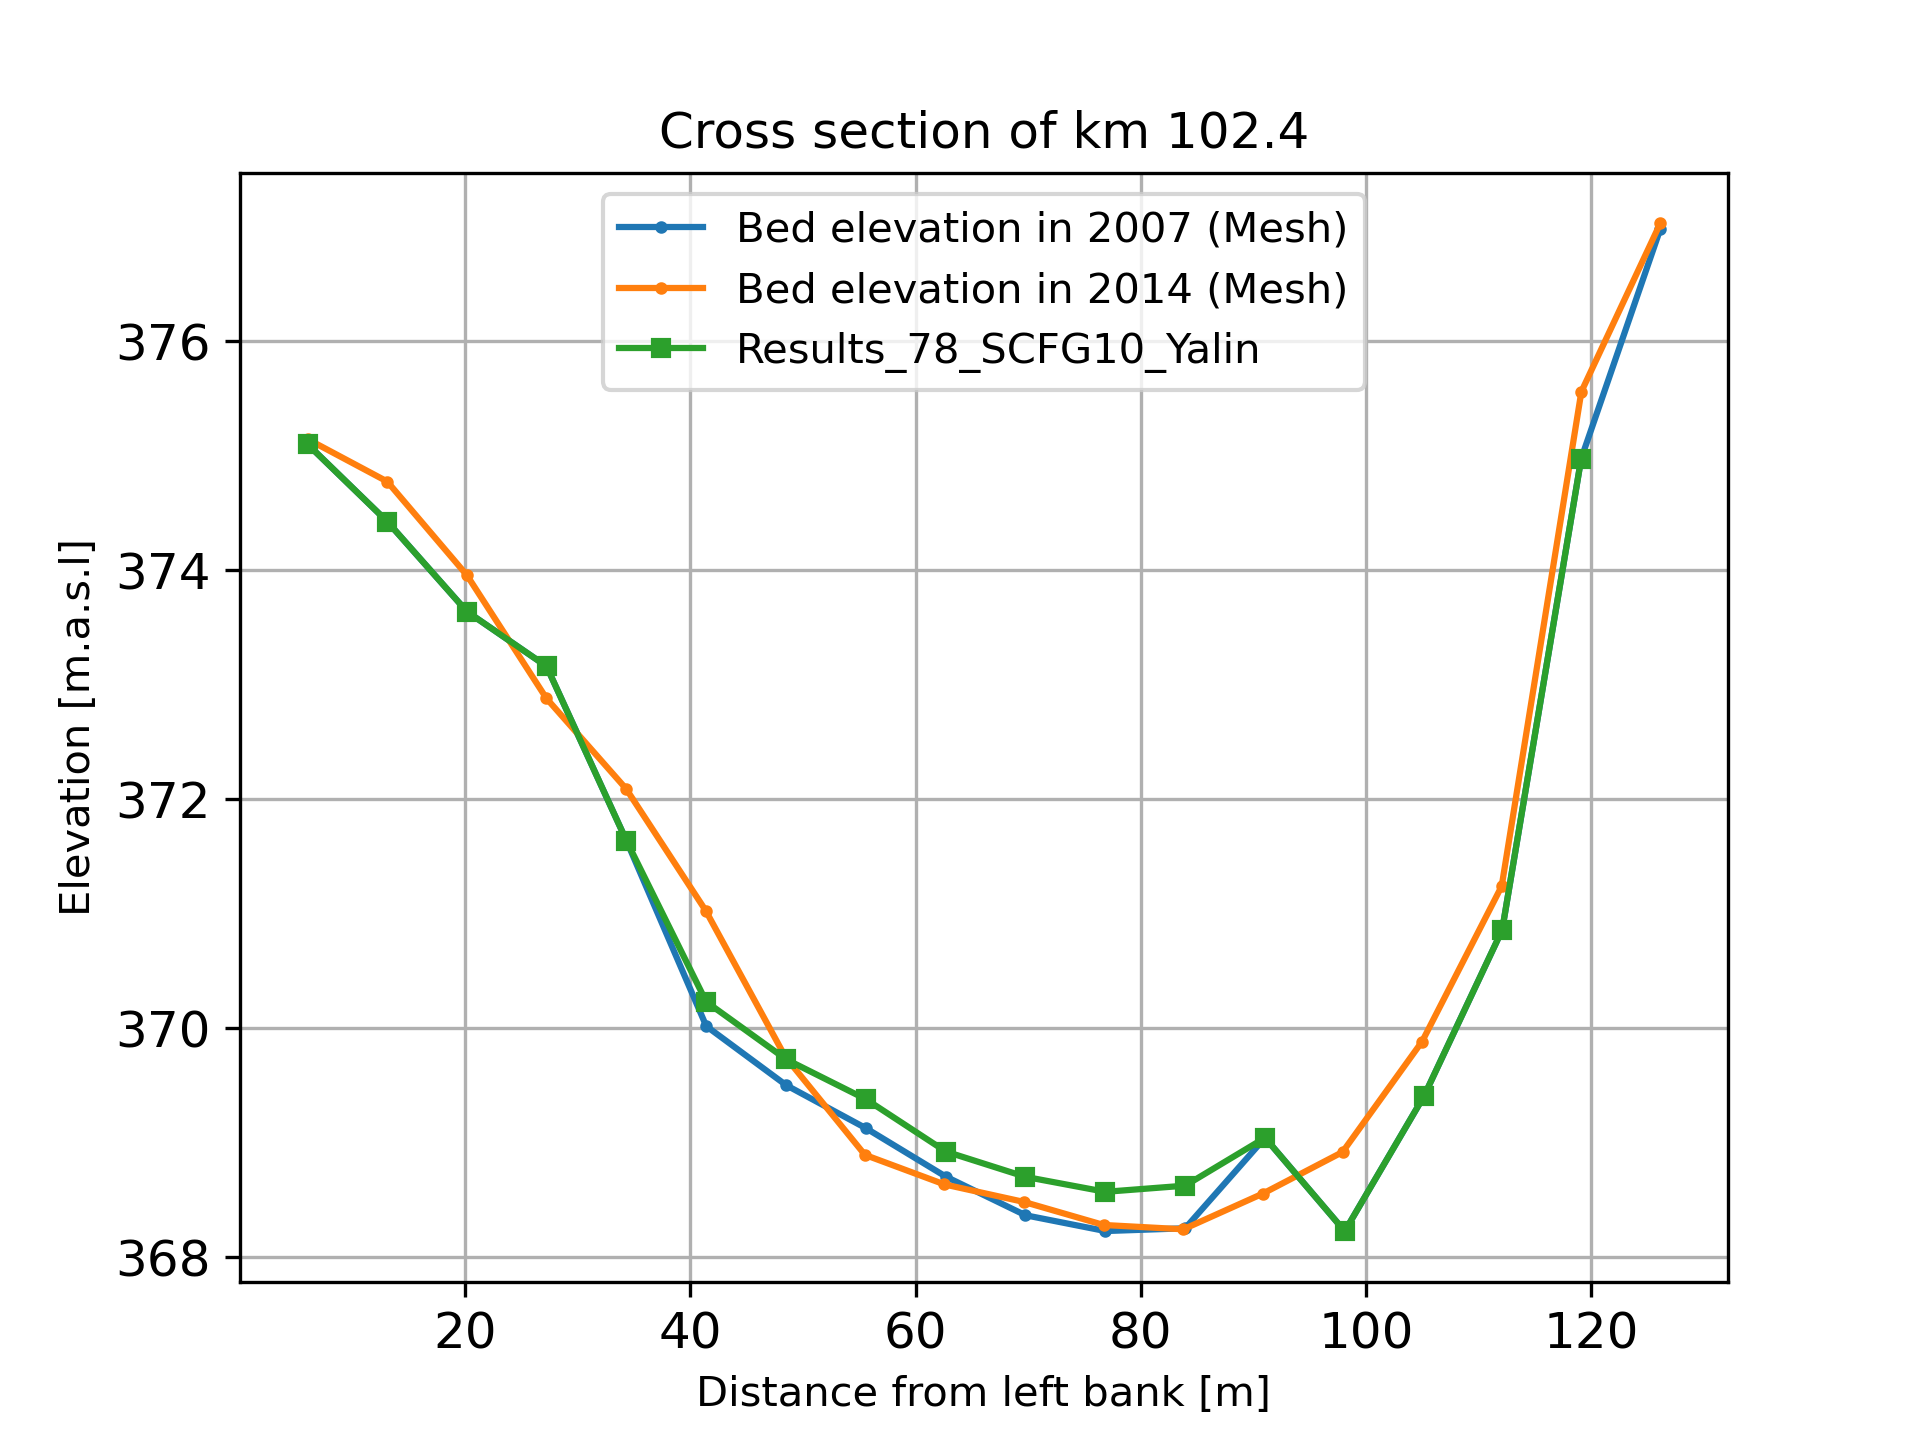 Cross section of km 102.4
Bed elevation in 2007 (Mesh)
Bed elevation in 2014 (Mesh)
Results_78_SCFG10_Yalin
376
374
372
370
368
Elevation [m.a.s.l]
20 40 60 80 100 120
Distance from left bank [m]